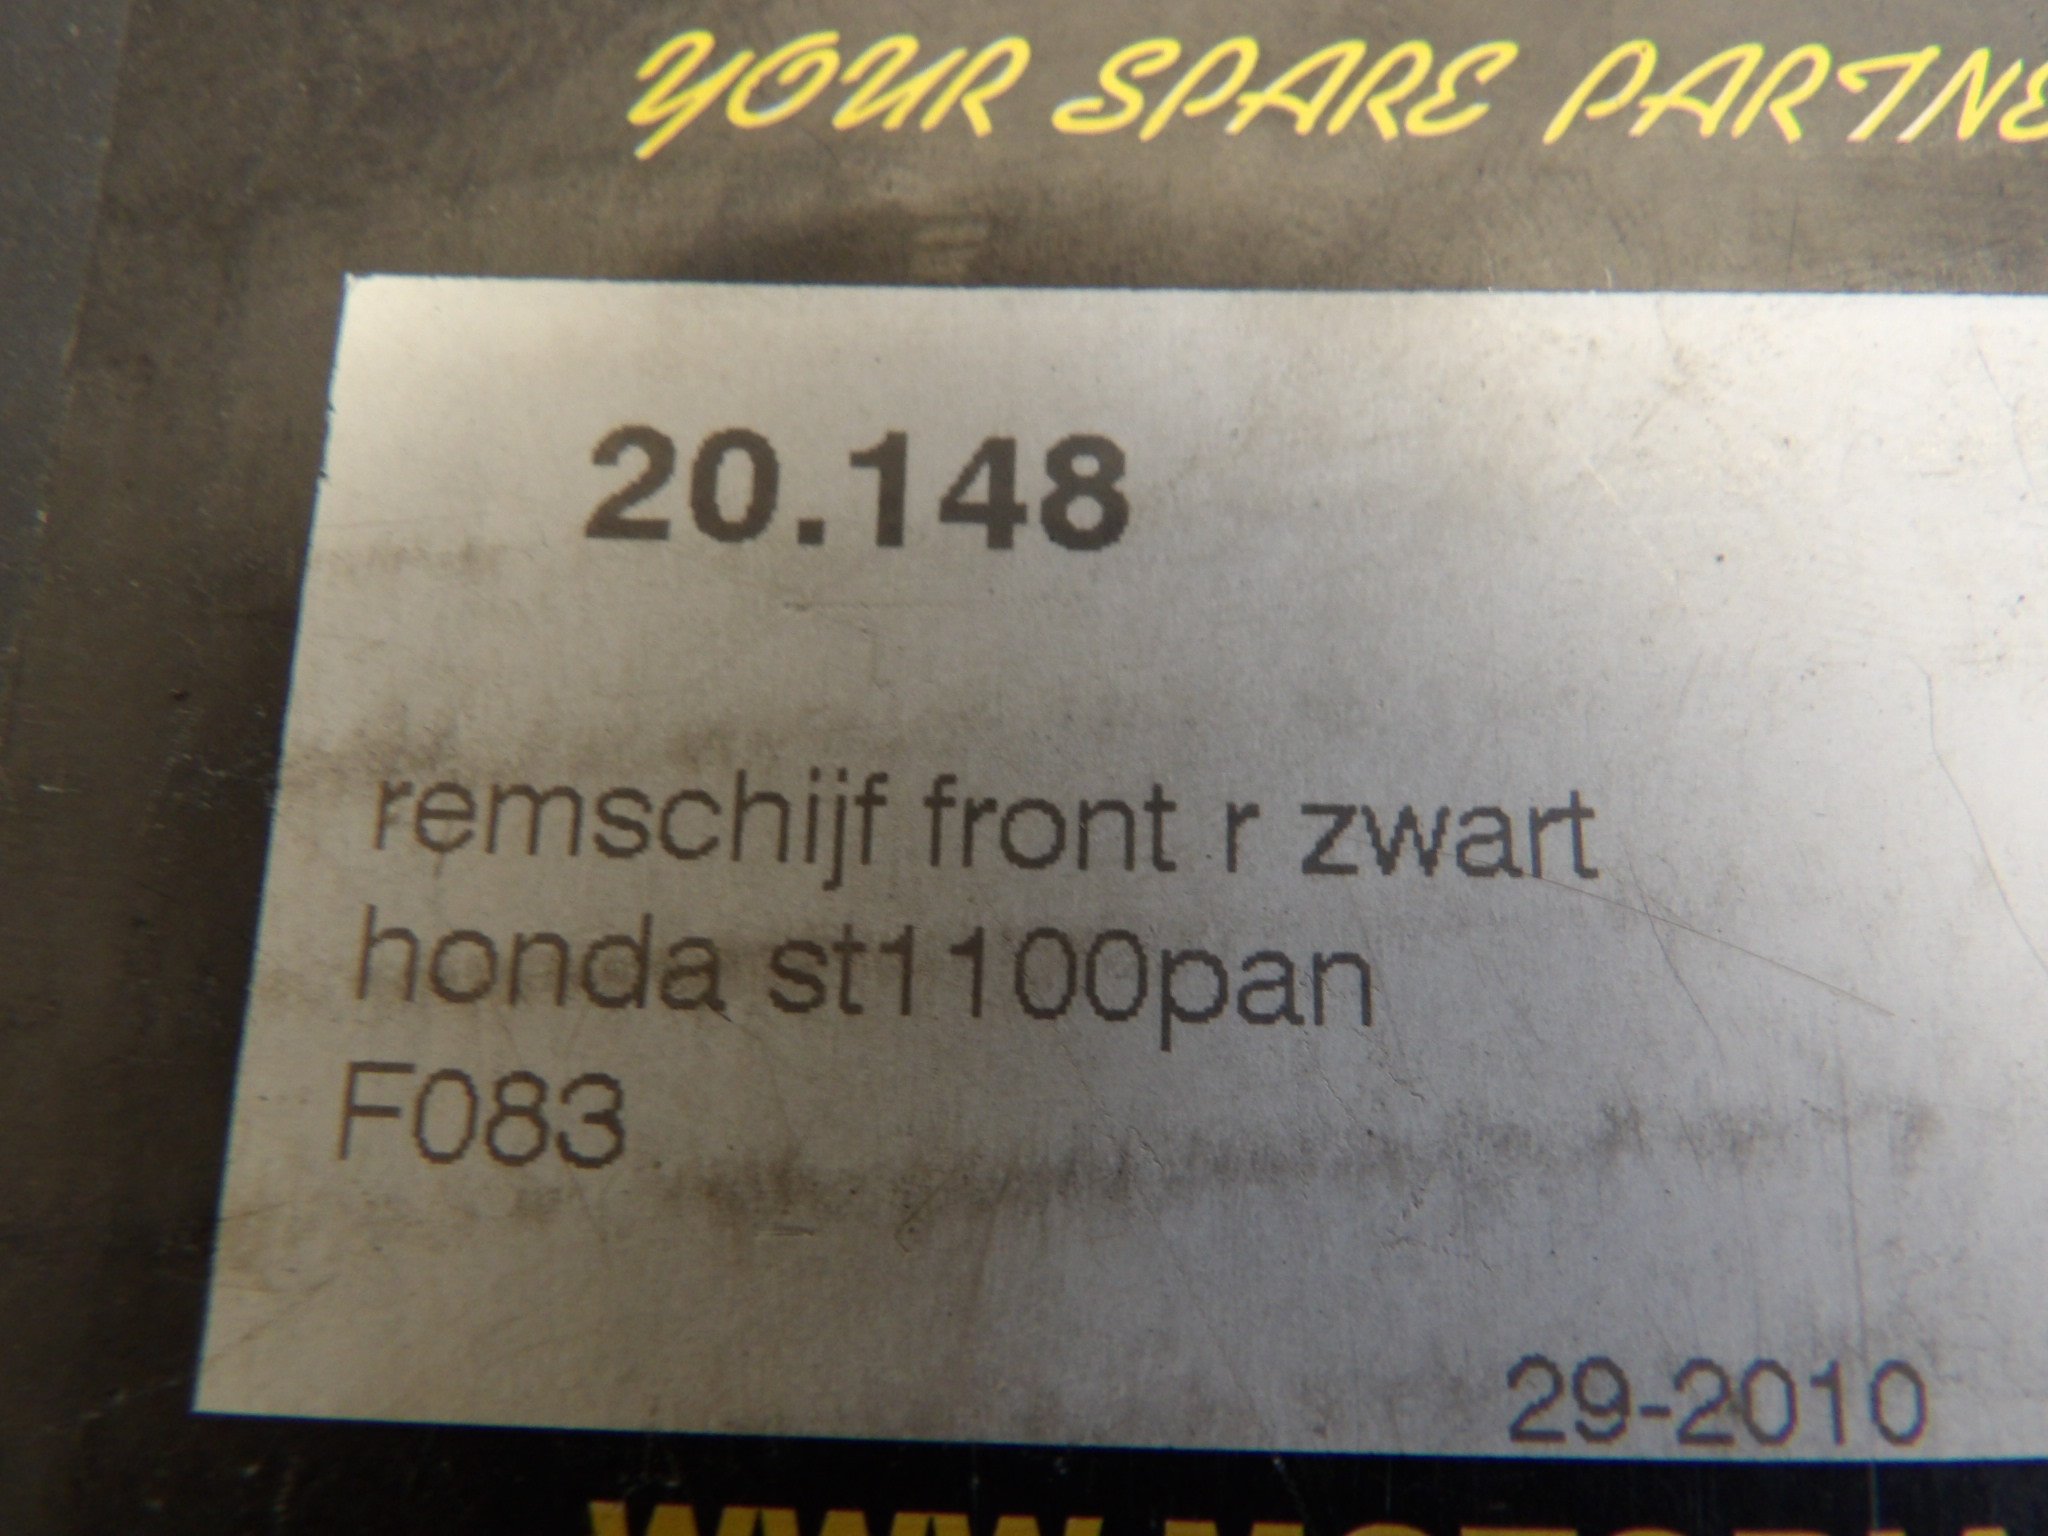 YOUR SPARE PARTNE
20.148
remschijf front r zwart
honda st1100pan
F083
29-2010